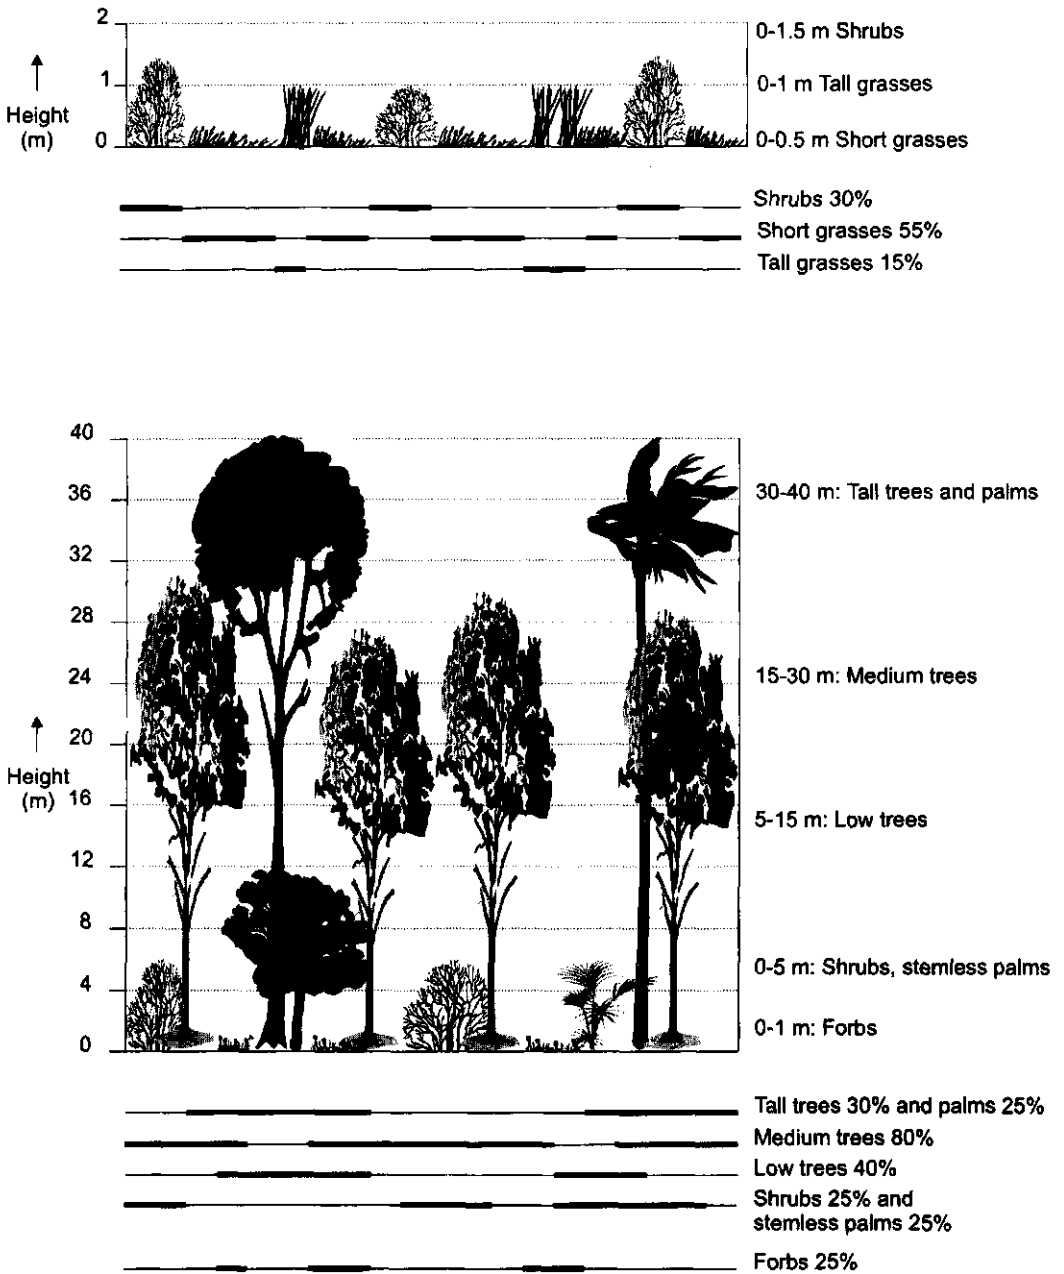 2
1
Height
(m)
0
0-1.5 m Shrubs
0-1 m Tall grasses
0-0.5 m Short grasses
Shrubs 30%
Short grasses 55%
Tall grasses 15%
40
36
32
28
24
20
Height
(m)
16
12
8
4
0
30-40 m: Tall trees and palms
15-30 m: Medium trees
5-15 m: Low trees
0-5 m: Shrubs, stemless palms
0-1 m: Forbs
Tall trees 30% and palms 25%
Medium trees 80%
Low trees 40%
Shrubs 25% and
stemless palms 25%
Forbs 25%